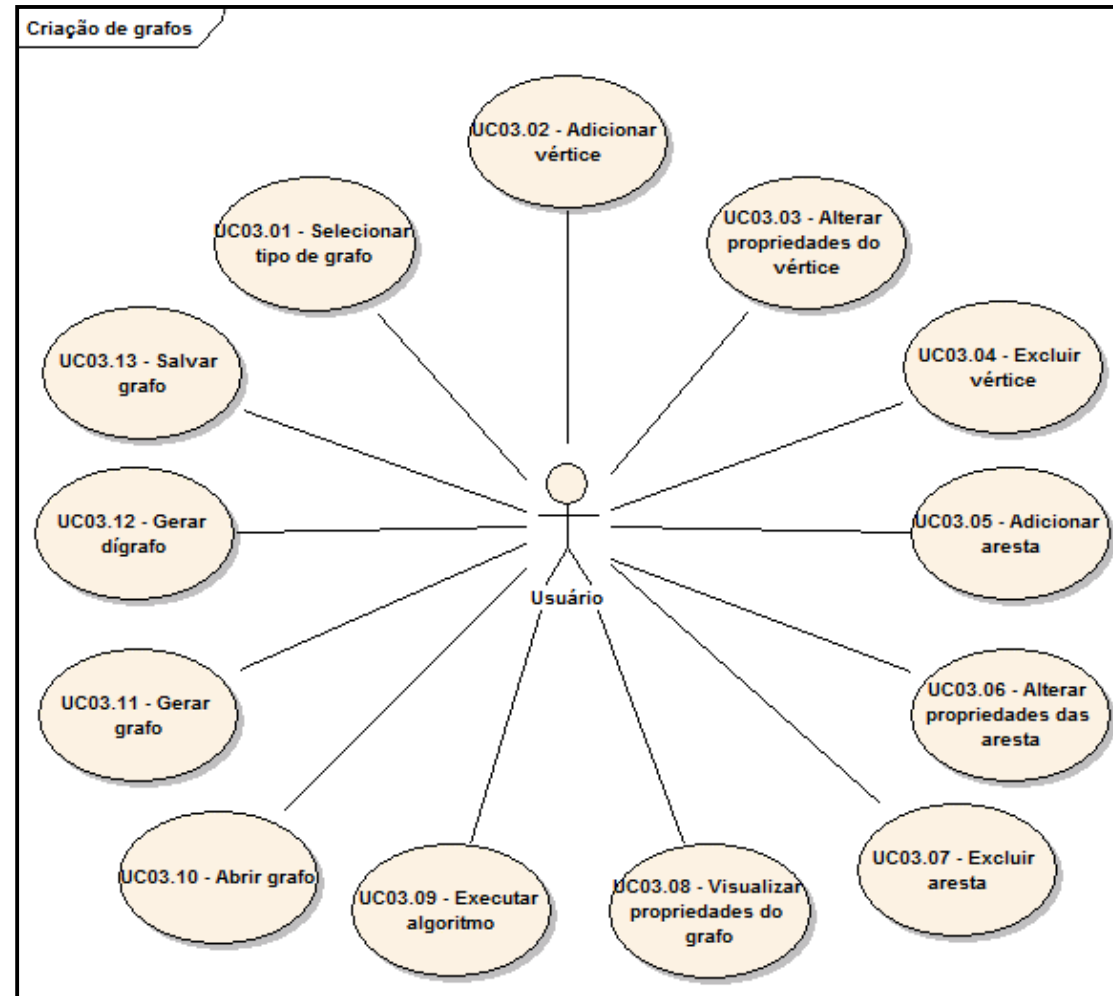 Criação de grafos
UC03.02 - Adicionar
vértice
UC03.01 - Selecionar
tipo de grafo
UC03.03 - Alterar
propriedades do
vértice
UC03.13 - Salvar
grafo
UC03.04 - Excluir
vértice
UC03.12 - Gerar
dígrafo
UC03.05 - Adicionar
aresta
Usuário
UC03.11 - Gerar
grafo
UC03.06 - Alterar
propriedades das
aresta
UC03.10 - Abrir grafo
UC03.09 - Executar
algoritmo
UC03.08 - Visualizar
propriedades do
grafo
UC03.07 - Excluir
aresta